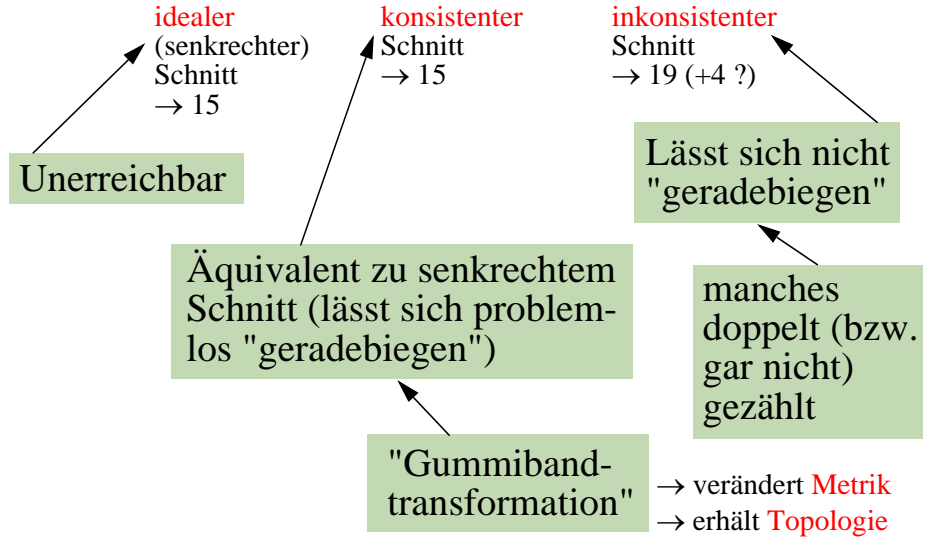 idealer
(senkrechter)
Schnitt
→ 15
konsistenter
Schnitt
→ 15
inkonsistenter
Schnitt
→ 19 (+4 ?)
Unerreichbar
Lässt sich nicht
"geradebiegen"
Äquivalent zu senkrechtem
Schnitt (lässt sich problem-
los "geradebiegen")
manches
doppelt (bzw.
gar nicht)
gezählt
"Gummiband-
transformation"
→ verändert Metrik
→ erhält Topologie